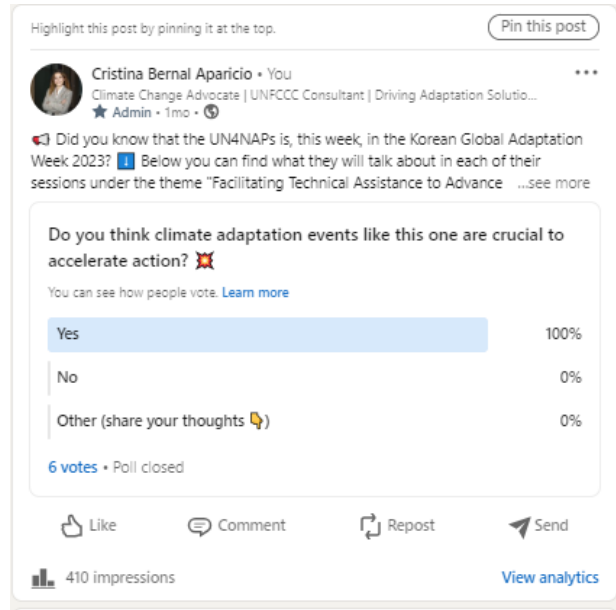 Highlight this post by pinning it at the top.
Pin this post
Cristina Bernal Aparicio • You
Climate Change Advocate | UNFCCC Consultant | Driving Adaptation Solutio...
Admin • 1mo •
📢 Did you know that the UN4NAPs is, this week, in the Korean Global Adaptation
Week 2023? ⬇️ Below you can find what they will talk about in each of their
sessions under the theme "Facilitating Technical Assistance to Advance ...see more
Do you think climate adaptation events like this one are crucial to
accelerate action? 💥
You can see how people vote. Learn more
Yes 100%
No 0%
Other (share your thoughts 👇) 0%
6 votes • Poll closed
Like Comment Repost Send
410 impressions View analytics